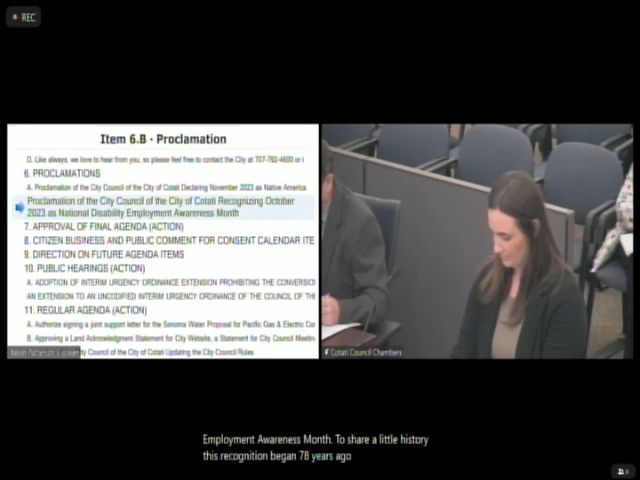 REC
Item 6.B - Proclamation
D. Like always, we love to hear from you, so please feel free to contact the City at 707-792-4600 or i
6. PROCLAMATIONS
A. Proclamation of the City Council of the City of Cotati Declaring November 2023 as Native America
Proclamation of the City Council of the City of Cotati Recognizing October
2023 as National Disability Employment Awareness Month
7. APPROVAL OF FINAL AGENDA (ACTION)
8. CITIZEN BUSINESS AND PUBLIC COMMENT FOR CONSENT CALENDAR ITE
9. DIRECTION ON FUTURE AGENDA ITEMS
10. PUBLIC HEARINGS (ACTION)
A. ADOPTION OF INTERIM URGENCY ORDINANCE EXTENSION PROHIBITING THE CONVERSIO
AN EXTENSION TO AN UNCODIFIED INTERIM URGENCY ORDINANCE OF THE COUNCIL OF TH
11. REGULAR AGENDA (ACTION)
A. Authorize signing a joint support letter for the Sonoma Water Proposal for Pacific Gas & Electric Co
B. Approving a Land Acknowledgment Statement for City Website, a Statement for City Council Meetin
by Council of the City of Cotati Updating the City Council Rules
Cotati Council Chambers
Employment Awareness Month. To share a little history
this recognition began 78 years ago